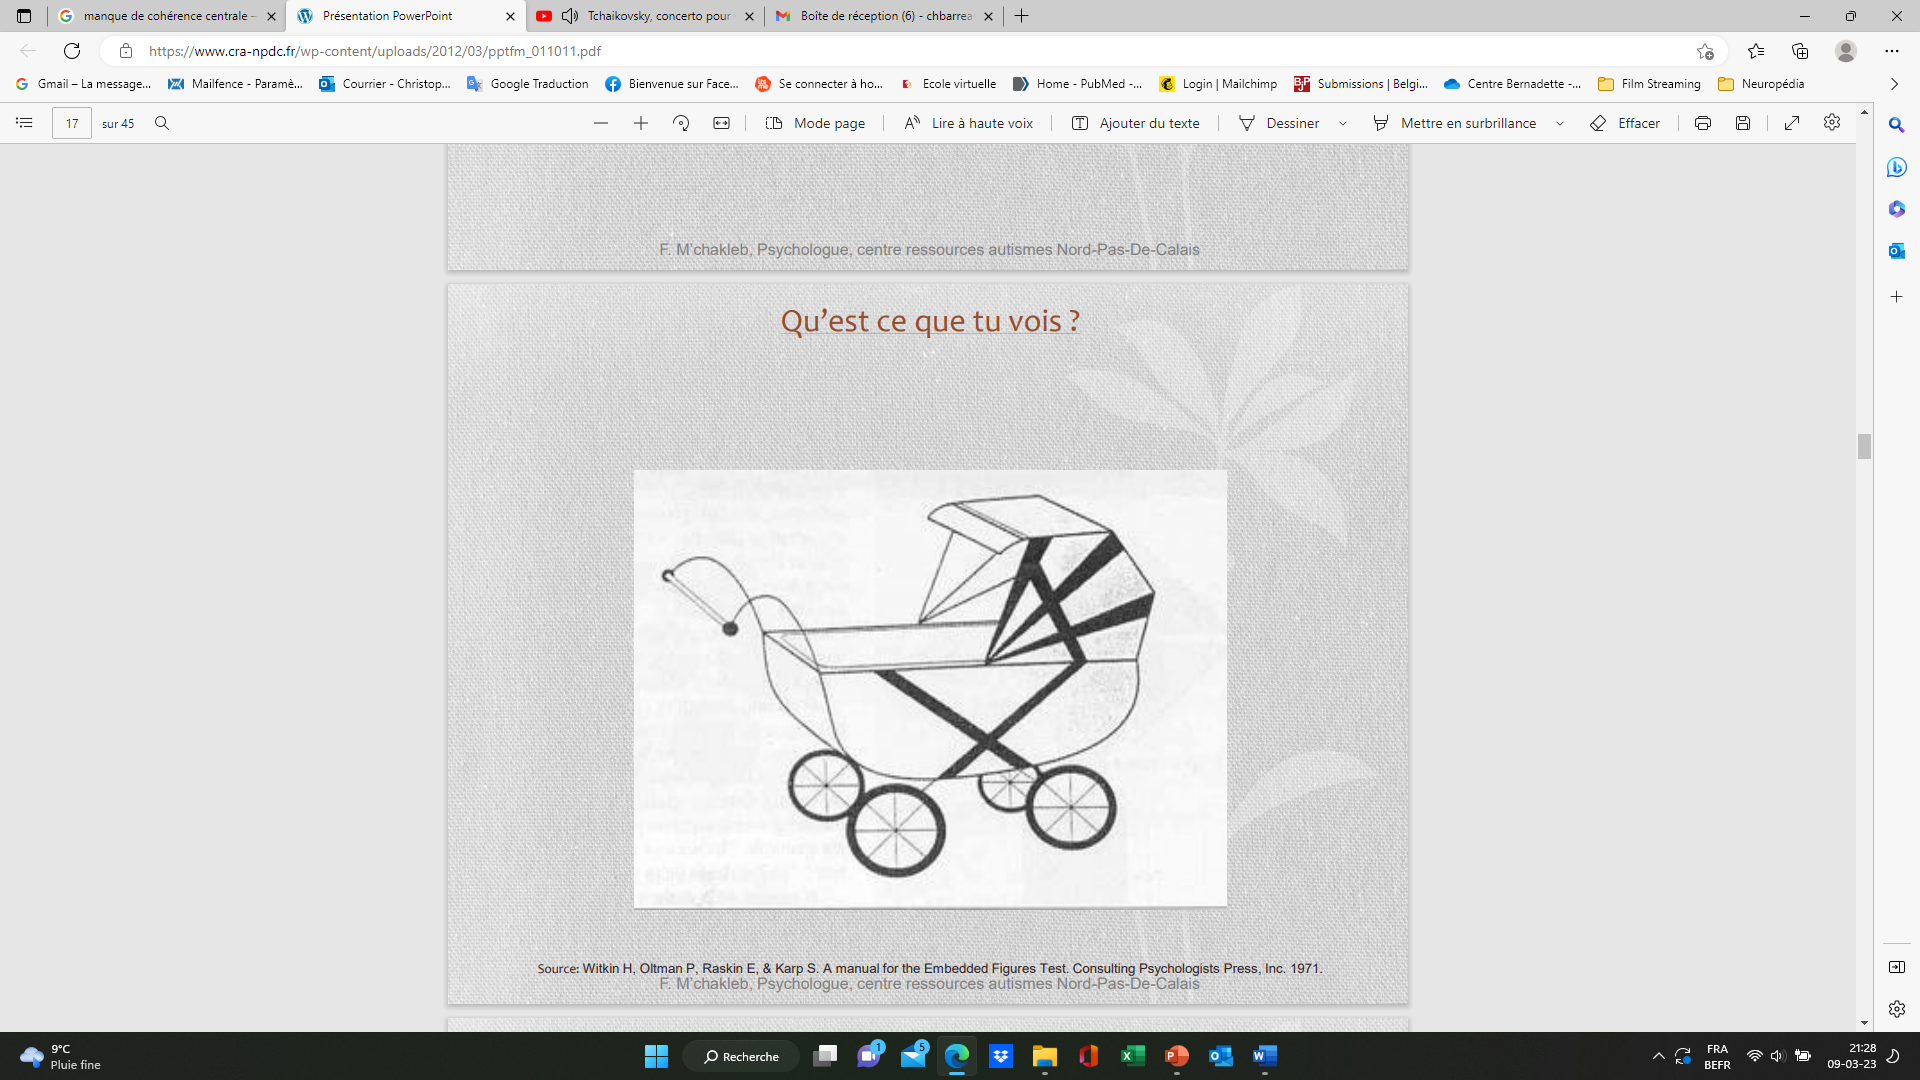 manque de cohérence centrale –
Présentation PowerPoint
Tchaikovsky, concerto pour
Boîte de réception (6) - chbarrea
https://www.cra-npdc.fr/wp-content/uploads/2012/03/pptfm_011011.pdf
Gmail – La message...
Mailfence - Paramè...
Courrier - Christop...
Google Traduction
Bienvenue sur Face...
Se connecter à ho...
Ecole virtuelle
Home - PubMed -...
Login | Mailchimp
Submissions | Belgi...
Centre Bernadette -...
Film Streaming
Neuropédia
17 sur 45
Mode page
Lire à haute voix
Ajouter du texte
Dessiner
Mettre en surbrillance
Effacer
F. M'chakleb, Psychologue, centre ressources autismes Nord-Pas-De-Calais
Qu'est ce que tu vois ?
Source: Witkin H, Oltman P, Raskin E, & Karp S. A manual for the Embedded Figures Test. Consulting Psychologists Press, Inc. 1971.
F. M'chakleb, Psychologue, centre ressources autismes Nord-Pas-De-Calais
9°C
Pluie fine
Recherche
1
5
FRA
BEFR
21:28
09-03-23